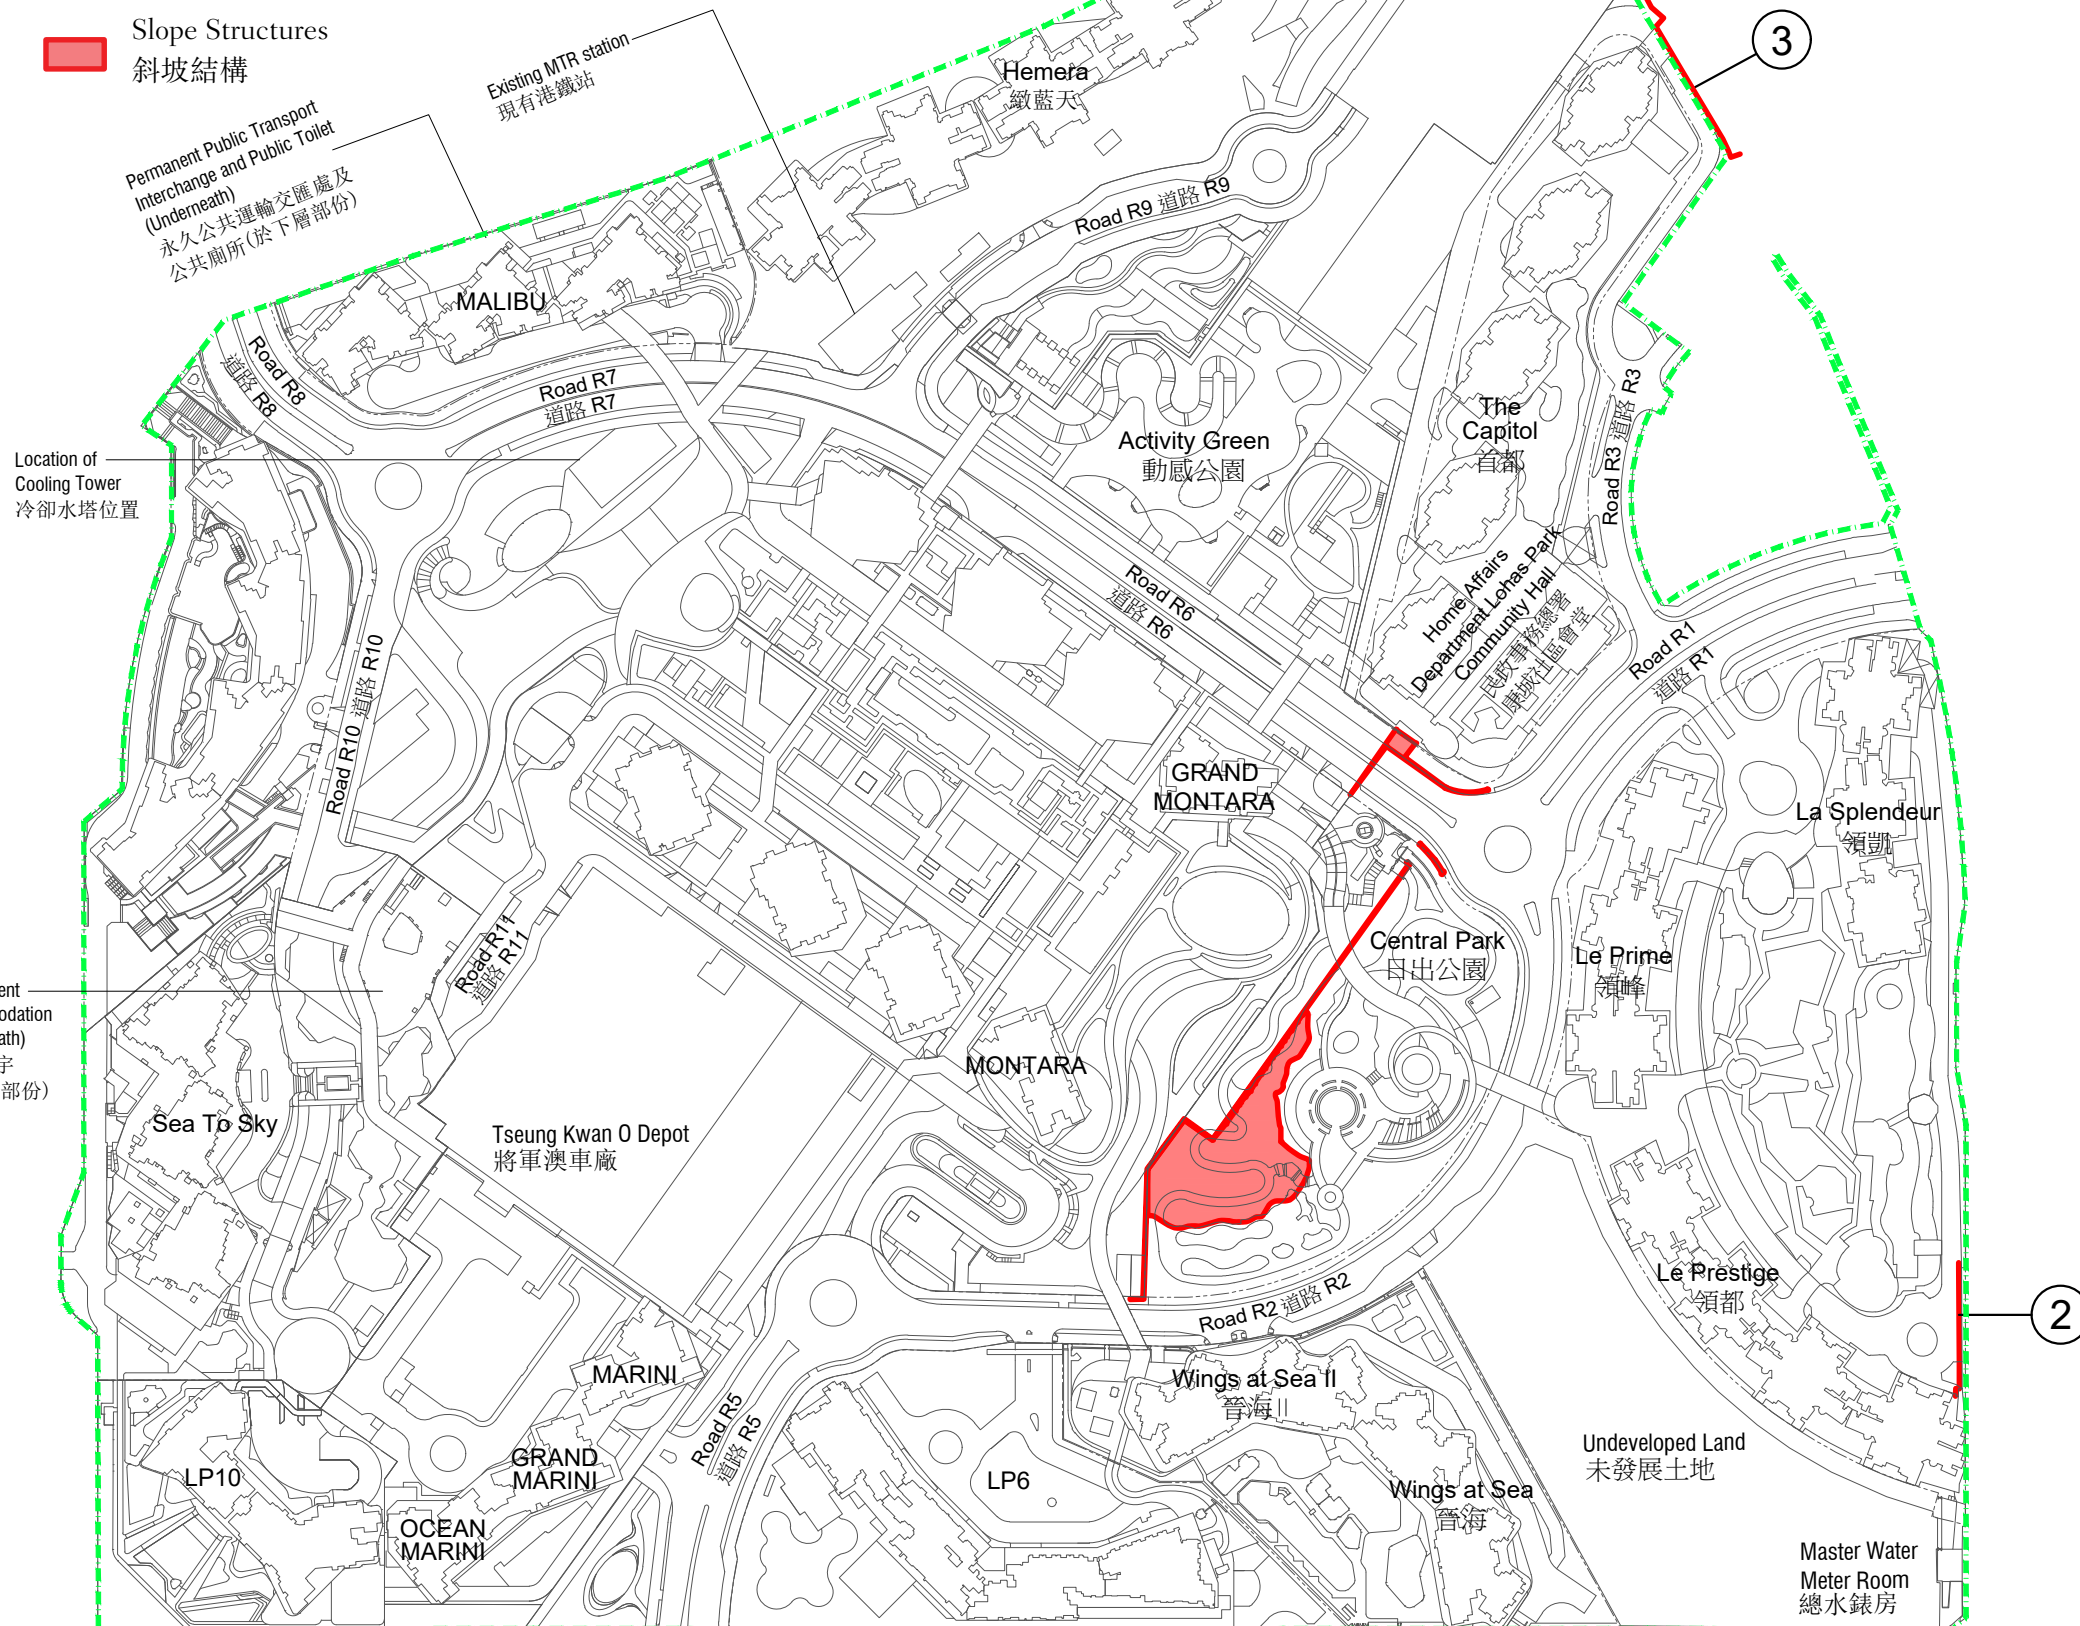 Slope Structures
斜坡結構
Existing MTR station
現有港鐵站
Permanent Public Transport
Interchange and Public Toilet
(Underneath)
永久公共運輸交匯處及
公共廁所(於下層部份)
3
Hemera
緻藍天
Road R9 道路 R9
MALIBU
Road R8
道路 R8
Road R7
道路 R7
Road R3 道路 R3
The
Capitol
首都
Activity Green
動感公園
Location of
Cooling Tower
冷卻水塔位置
Home Affairs
Department Lohas Park
Community Hall
民政事務總署
康城社區會堂
Road R6
道路 R6
Road R1
道路 R1
Road R10 道路 R10
GRAND
MONTARA
La Splendeur
領凱
Road R11
道路 R11
Central Park
日出公園
Le Prime
領峰
ent
odation
ath)
宇
部份)
MONTARA
Sea To Sky
Tseung Kwan O Depot
將軍澳車廠
Le Prestige
領都
2
Road R2 道路 R2
MARINI
Wings at Sea II
晉海II
Road R5
道路 R5
Undeveloped Land
未發展土地
GRAND
MARINI
LP10
LP6
Wings at Sea
晉海
OCEAN
MARINI
Master Water
Meter Room
總水錶房